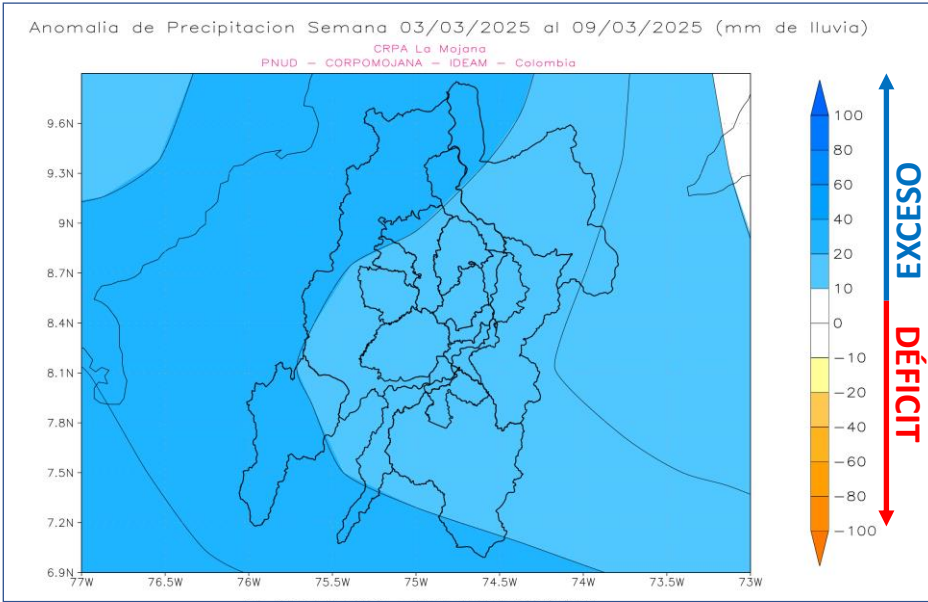 Anomalia de Precipitacion Semana 03/03/2025 al 09/03/2025 (mm de lluvia)
CRPA La Mojana
PNUD – CORPOMOJANA – IDEAM – Colombia
9.6N
9.3N
9N
8.7N
8.4N
8.1N
7.8N
7.5N
7.2N
6.9N
77W
76.5W
76W
75.5W
75W
74.5W
74W
73.5W
73W
100
80
60
40
20
10
0
−10
−20
−40
−60
−80
−100
EXCESO
DÉFICIT